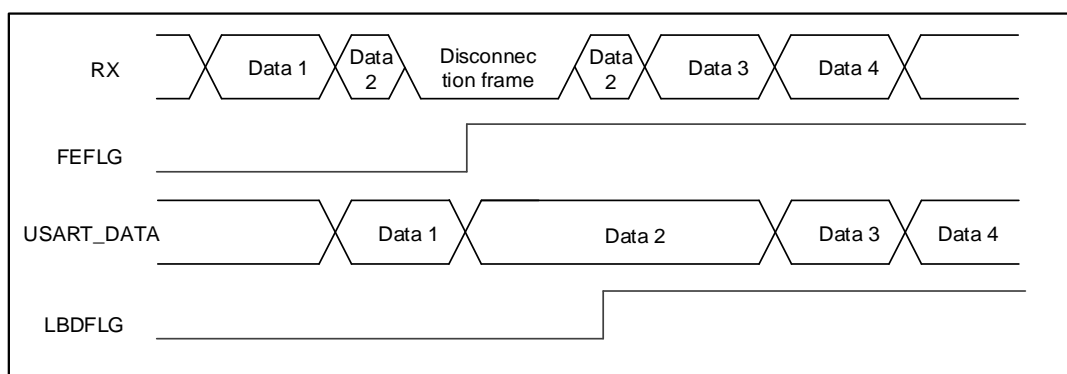 RX
Data 1
Data
2
Disconnec
tion frame
Data
2
Data 3
Data 4
FEFLG
USART_DATA
Data 1
Data 2
Data 3
Data 4
LBDFLG